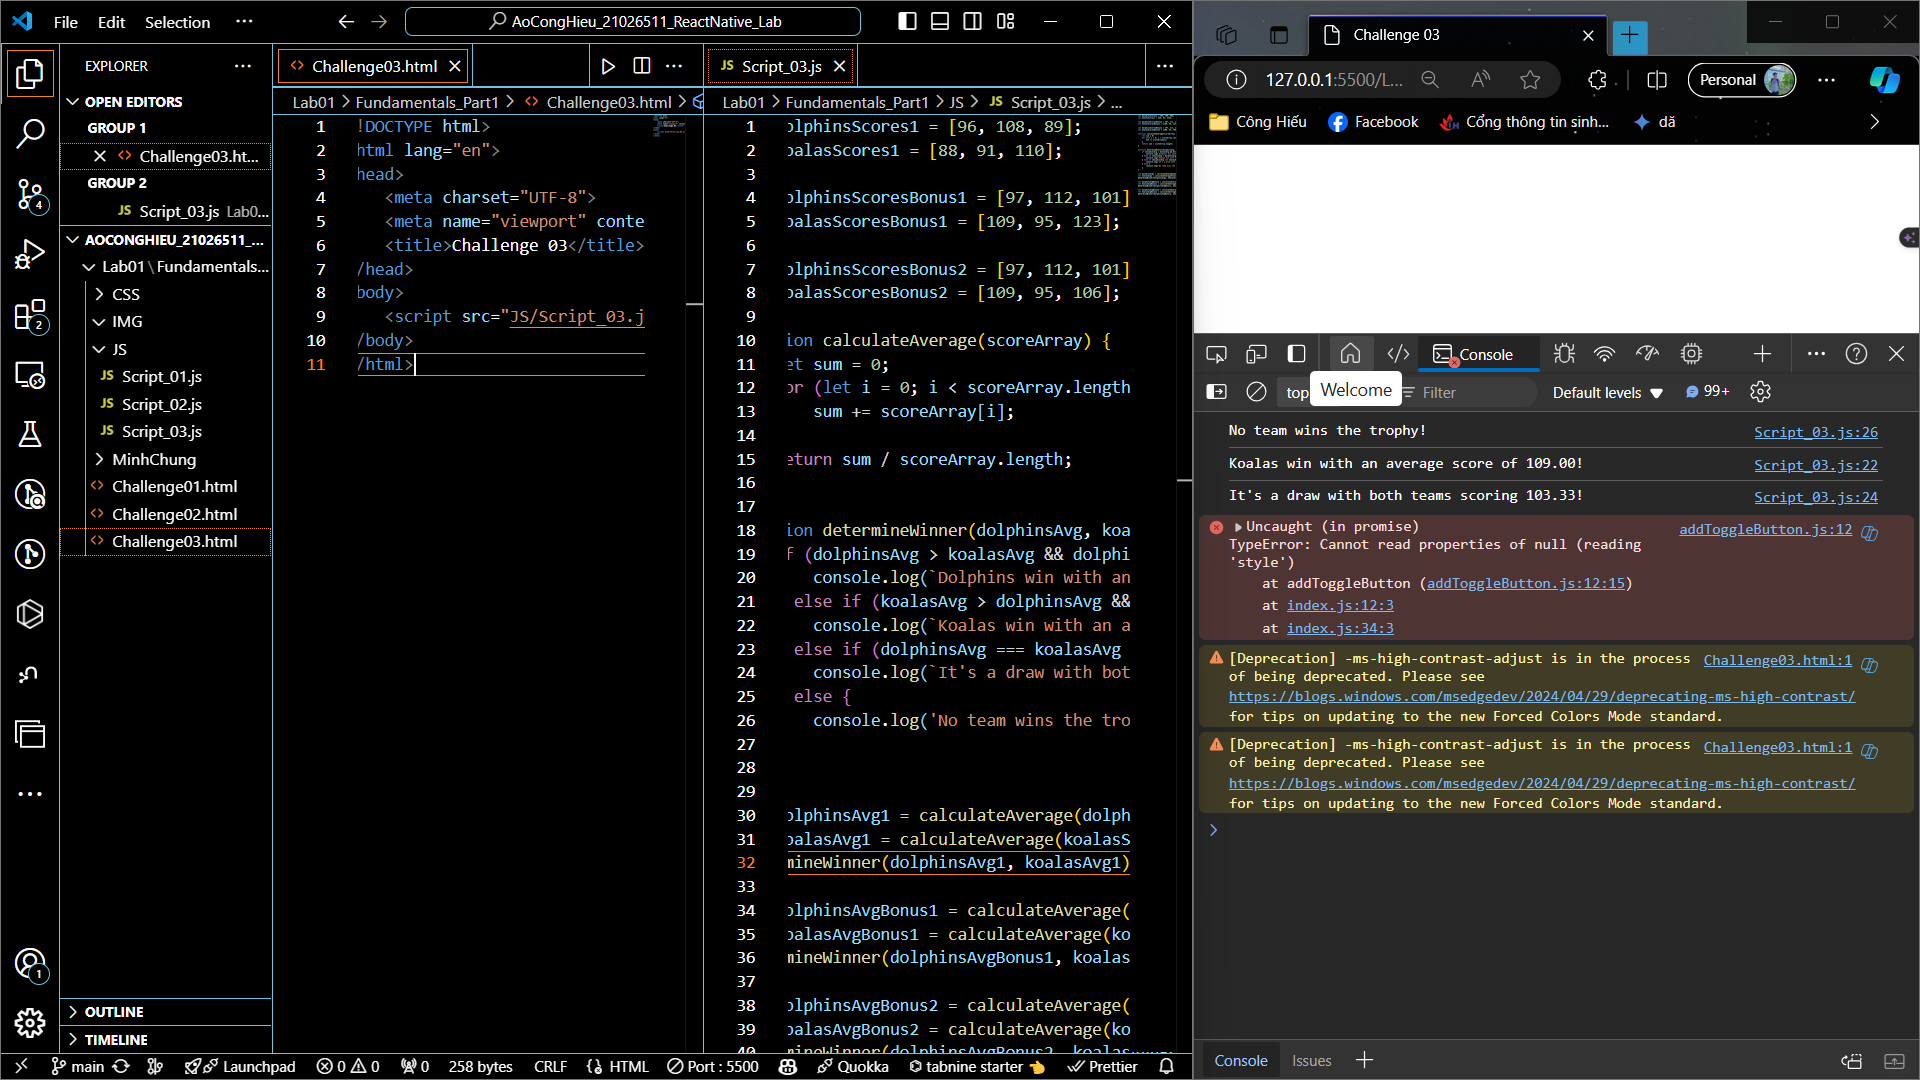 File Edit Selection ··· AoCongHieu_21026511_ReactNative_Lab
EXPLORER ···
OPEN EDITORS
GROUP 1
Challenge03.ht...
GROUP 2
JS Script_03.js Lab0...
AOCONGHIEU_21026511_...
Lab01\Fundamentals...
CSS
IMG
JS
JS Script_01.js
JS Script_02.js
JS Script_03.js
MinhChung
Challenge01.html
Challenge02.html
Challenge03.html
OUTLINE
TIMELINE
4
2
1
Challenge03.html
Lab01 > Fundamentals_Part1 > Challenge03.html >
1 !DOCTYPE html>
2 html lang="en">
3 head>
4 <meta charset="UTF-8">
5 <meta name="viewport" conte
6 <title>Challenge 03</title>
7 /head>
8 body>
9 <script src="JS/Script_03.j
10 /body>
11 /html>
JS Script_03.js
Lab01 > Fundamentals_Part1 > JS > JS Script_03.js > ...
1 olphinsScores1 = [96, 108, 89];
2 oalasScores1 = [88, 91, 110];
3
4 olphinsScoresBonus1 = [97, 112, 101]
5 oalasScoresBonus1 = [109, 95, 123];
6
7 olphinsScoresBonus2 = [97, 112, 101]
8 oalasScoresBonus2 = [109, 95, 106];
9
10 ion calculateAverage(scoreArray) {
11 et sum = 0;
12 or (let i = 0; i < scoreArray.length
13 sum += scoreArray[i];
14
15 eturn sum / scoreArray.length;
16
17
18 ion determineWinner(dolphinsAvg, koa
19 f (dolphinsAvg > koalasAvg && dolphi
20 console.log(`Dolphins win with an
21 else if (koalasAvg > dolphinsAvg &&
22 console.log(`Koalas win with an a
23 else if (dolphinsAvg === koalasAvg
24 console.log(`It's a draw with bot
25 else {
26 console.log('No team wins the tro
27
28
29
30 olphinsAvg1 = calculateAverage(dolph
31 oalasAvg1 = calculateAverage(koalasS
32 mineWinner(dolphinsAvg1, koalasAvg1)
33
34 olphinsAvgBonus1 = calculateAverage(
35 oalasAvgBonus1 = calculateAverage(ko
36 mineWinner(dolphinsAvgBonus1, koalas
37
38 olphinsAvgBonus2 = calculateAverage(
39 oalasAvgBonus2 = calculateAverage(ko
40 mineWinner(dolphinsAvgBonus2, koalas
main Launchpad 0 0 0 258 bytes CRLF HTML Port : 5500 Quokka tabnine starter Prettier
Challenge 03
127.0.0.1:5500/L... Personal
Công Hiếu Facebook Cổng thông tin sinh... dã
Console
Welcome
top Filter Default levels 99+
No team wins the trophy! Script_03.js:26
Koalas win with an average score of 109.00! Script_03.js:22
It's a draw with both teams scoring 103.33! Script_03.js:24
Uncaught (in promise) addToggleButton.js:12
TypeError: Cannot read properties of null (reading
'style')
at addToggleButton (addToggleButton.js:12:15)
at index.js:12:3
at index.js:34:3
[Deprecation] -ms-high-contrast-adjust is in the process Challenge03.html:1
of being deprecated. Please see
https://blogs.windows.com/msedgedev/2024/04/29/deprecating-ms-high-contrast/
for tips on updating to the new Forced Colors Mode standard.
[Deprecation] -ms-high-contrast-adjust is in the process Challenge03.html:1
of being deprecated. Please see
https://blogs.windows.com/msedgedev/2024/04/29/deprecating-ms-high-contrast/
for tips on updating to the new Forced Colors Mode standard.
Console Issues